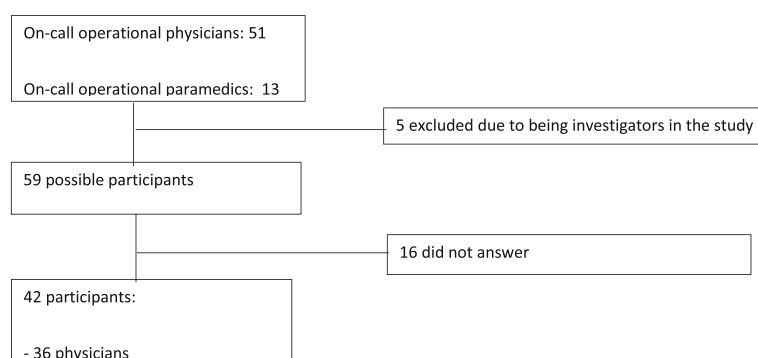 On-call operational physicians: 51
On-call operational paramedics: 13
5 excluded due to being investigators in the study
59 possible participants
16 did not answer
42 participants:
- 36 physicians